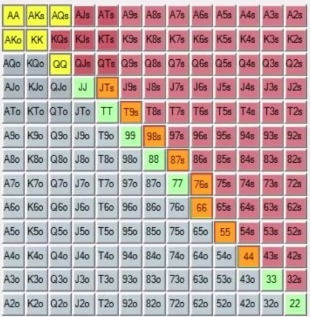 AA AKs AQs AJs ATs A9s A8s A7s A6s A5s A4s A3s A2s
AKo KK KQs KJs KTs K9s K8s K7s K6s K5s K4s K3s K2s
AQo KQo QQ QJs QTs Q9s Q8s Q7s Q6s Q5s Q4s Q3s Q2s
AJo KJo QJo JJ JTs J9s J8s J7s J6s J5s J4s J3s J2s
ATo KTo QTo JTo TT T9s T8s T7s T6s T5s T4s T3s T2s
A9o K9o Q9o J9o T9o 99 98s 97s 96s 95s 94s 93s 92s
A8o K8o Q8o J8o T8o 98o 88 87s 86s 85s 84s 83s 82s
A7o K7o Q7o J7o T7o 97o 87o 77 76s 75s 74s 73s 72s
A6o K6o Q6o J6o T6o 96o 86o 76o 66 65s 64s 63s 62s
A5o K5o Q5o J5o T5o 95o 85o 75o 65o 55 54s 53s 52s
A4o K4o Q4o J4o T4o 94o 84o 74o 64o 54o 44 43s 42s
A3o K3o Q3o J3o T3o 93o 83o 73o 63o 53o 43o 33 32s
A2o K2o Q2o J2o T2o 92o 82o 72o 62o 52o 42o 32o 22